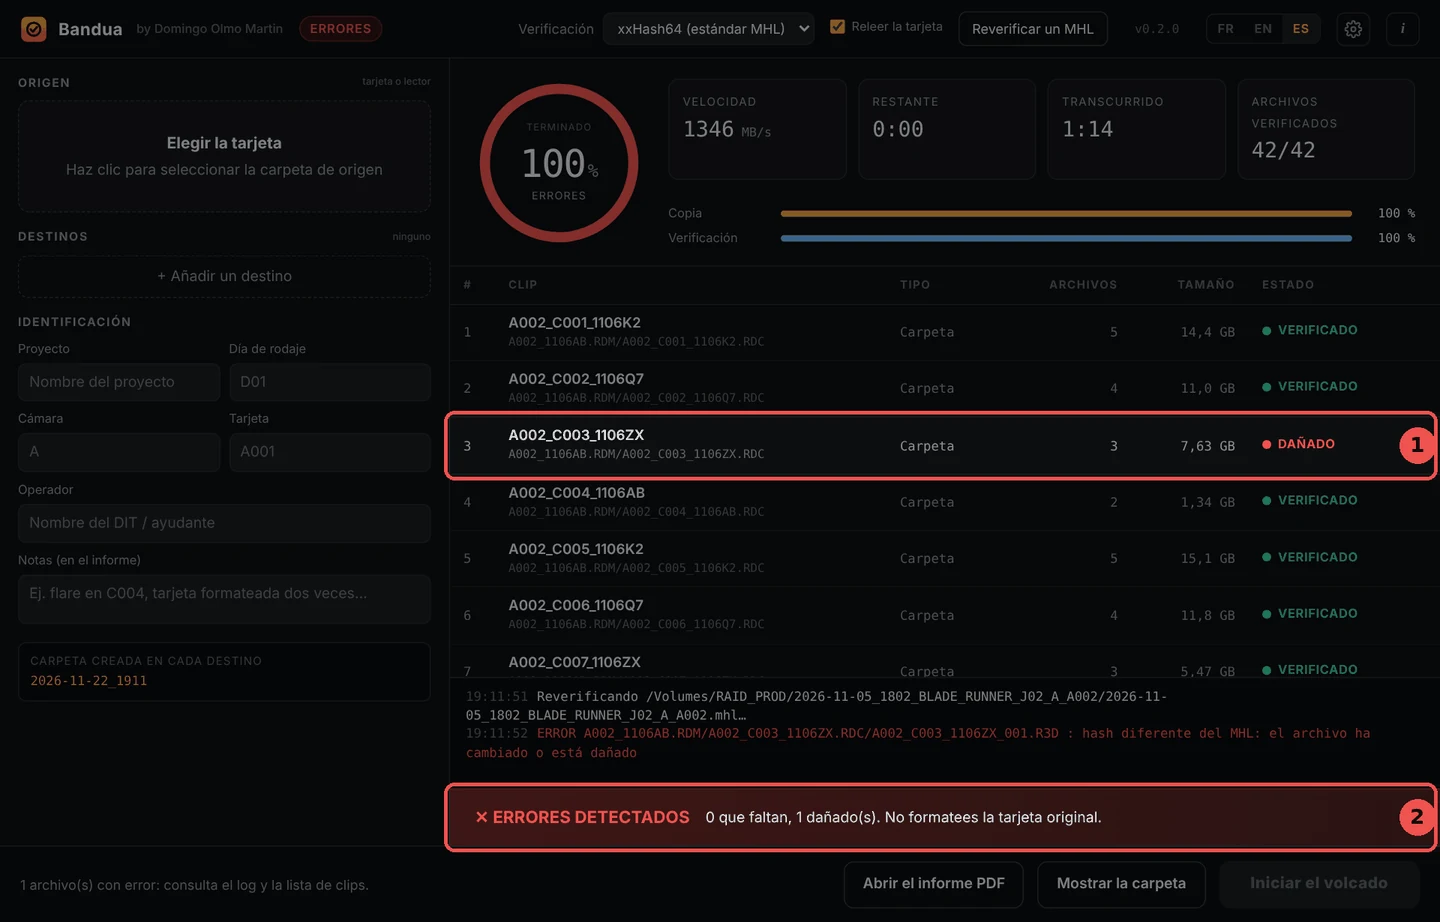 Bandua by Domingo Olmo Martin ERRORES
Verificación xxHash64 (estándar MHL) Releer la tarjeta Reverificar un MHL v0.2.0 FR EN ES i
ORIGEN tarjeta o lector
Elegir la tarjeta
Haz clic para seleccionar la carpeta de origen
DESTINOS ninguno
+ Añadir un destino
IDENTIFICACIÓN
Proyecto Día de rodaje
Nombre del proyecto D01
Cámara Tarjeta
A A001
Operador
Nombre del DIT / ayudante
Notas (en el informe)
Ej. flare en C004, tarjeta formateada dos veces...
CARPETA CREADA EN CADA DESTINO
2026-11-22_1911
TERMINADO
100%
ERRORES
VELOCIDAD
1346 MB/s
RESTANTE
0:00
TRANSCURRIDO
1:14
ARCHIVOS
VERIFICADOS
42/42
Copia 100 %
Verificación 100 %
# CLIP TIPO ARCHIVOS TAMAÑO ESTADO
1 A002_C001_1106K2 Carpeta 5 14,4 GB VERIFICADO
A002_1106AB.RDM/A002_C001_1106K2.RDC
2 A002_C002_1106Q7 Carpeta 4 11,0 GB VERIFICADO
A002_1106AB.RDM/A002_C002_1106Q7.RDC
3 A002_C003_1106ZX Carpeta 3 7,63 GB DAÑADO 1
A002_1106AB.RDM/A002_C003_1106ZX.RDC
4 A002_C004_1106AB Carpeta 2 1,34 GB VERIFICADO
A002_1106AB.RDM/A002_C004_1106AB.RDC
5 A002_C005_1106K2 Carpeta 5 15,1 GB VERIFICADO
A002_1106AB.RDM/A002_C005_1106K2.RDC
6 A002_C006_1106Q7 Carpeta 4 11,8 GB VERIFICADO
A002_1106AB.RDM/A002_C006_1106Q7.RDC
7 A002_C007_1106ZX Carpeta 3 5,47 GB VERIFICADO
19:11:51 Reverificando /Volumes/RAID_PROD/2026-11-05_1802_BLADE_RUNNER_J02_A_A002/2026-11-
05_1802_BLADE_RUNNER_J02_A_A002.mhl…
19:11:52 ERROR A002_1106AB.RDM/A002_C003_1106ZX.RDC/A002_C003_1106ZX_001.R3D : hash diferente del MHL: el archivo ha
cambiado o está dañado
✕ ERRORES DETECTADOS 0 que faltan, 1 dañado(s). No formatees la tarjeta original. 2
1 archivo(s) con error: consulta el log y la lista de clips. Abrir el informe PDF Mostrar la carpeta Iniciar el volcado